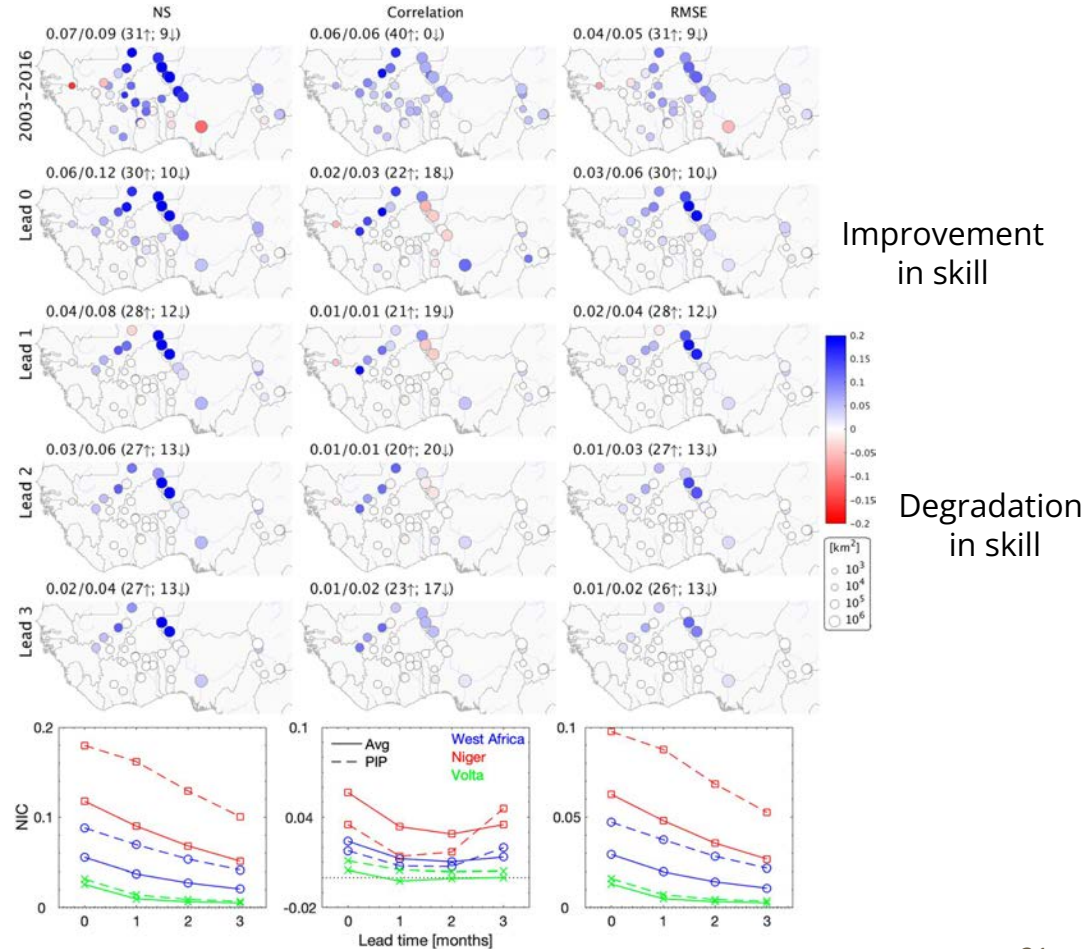 NS
Correlation
RMSE
2003–2016
0.07/0.09 (31↑; 9↓)
0.06/0.06 (40↑; 0↓)
0.04/0.05 (31↑; 9↓)
Lead 0
0.06/0.12 (30↑; 10↓)
0.02/0.03 (22↑; 18↓)
0.03/0.06 (30↑; 10↓)
Improvement
in skill
Lead 1
0.04/0.08 (28↑; 12↓)
0.01/0.01 (21↑; 19↓)
0.02/0.04 (28↑; 12↓)
0.2
0.15
0.1
0.05
0
-0.05
-0.1
-0.15
-0.2
Lead 2
0.03/0.06 (27↑; 13↓)
0.01/0.01 (20↑; 20↓)
0.01/0.03 (27↑; 13↓)
Degradation
in skill
[km²]
10³
10⁴
10⁵
10⁶
Lead 3
0.02/0.04 (27↑; 13↓)
0.01/0.02 (23↑; 17↓)
0.01/0.02 (26↑; 13↓)
NIC
0.2
0.1
0
0 1 2 3
0.1
0.04
-0.02
Avg
PIP
West Africa
Niger
Volta
0 1 2 3
Lead time [months]
0.1
0.05
0
0 1 2 3